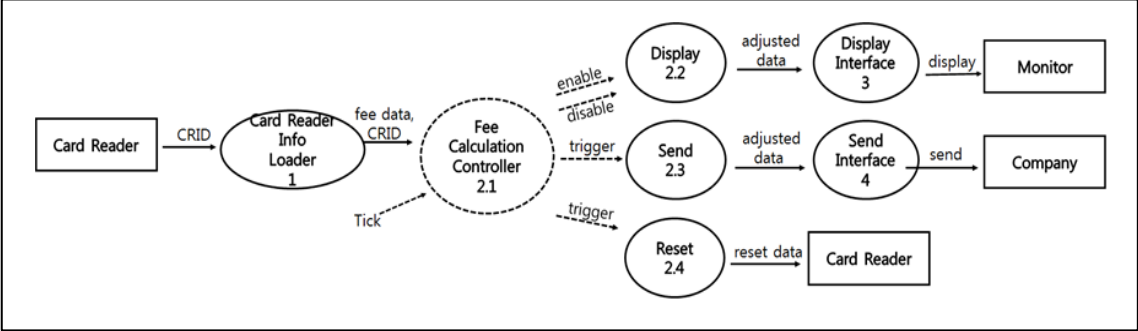 Card Reader
CRID
Card Reader
Info
Loader
1
fee data,
CRID
Tick
Fee
Calculation
Controller
2.1
enable
disable
trigger
trigger
Display
2.2
adjusted
data
Display
Interface
3
display
Monitor
Send
2.3
adjusted
data
Send
Interface
4
send
Company
Reset
2.4
reset data
Card Reader